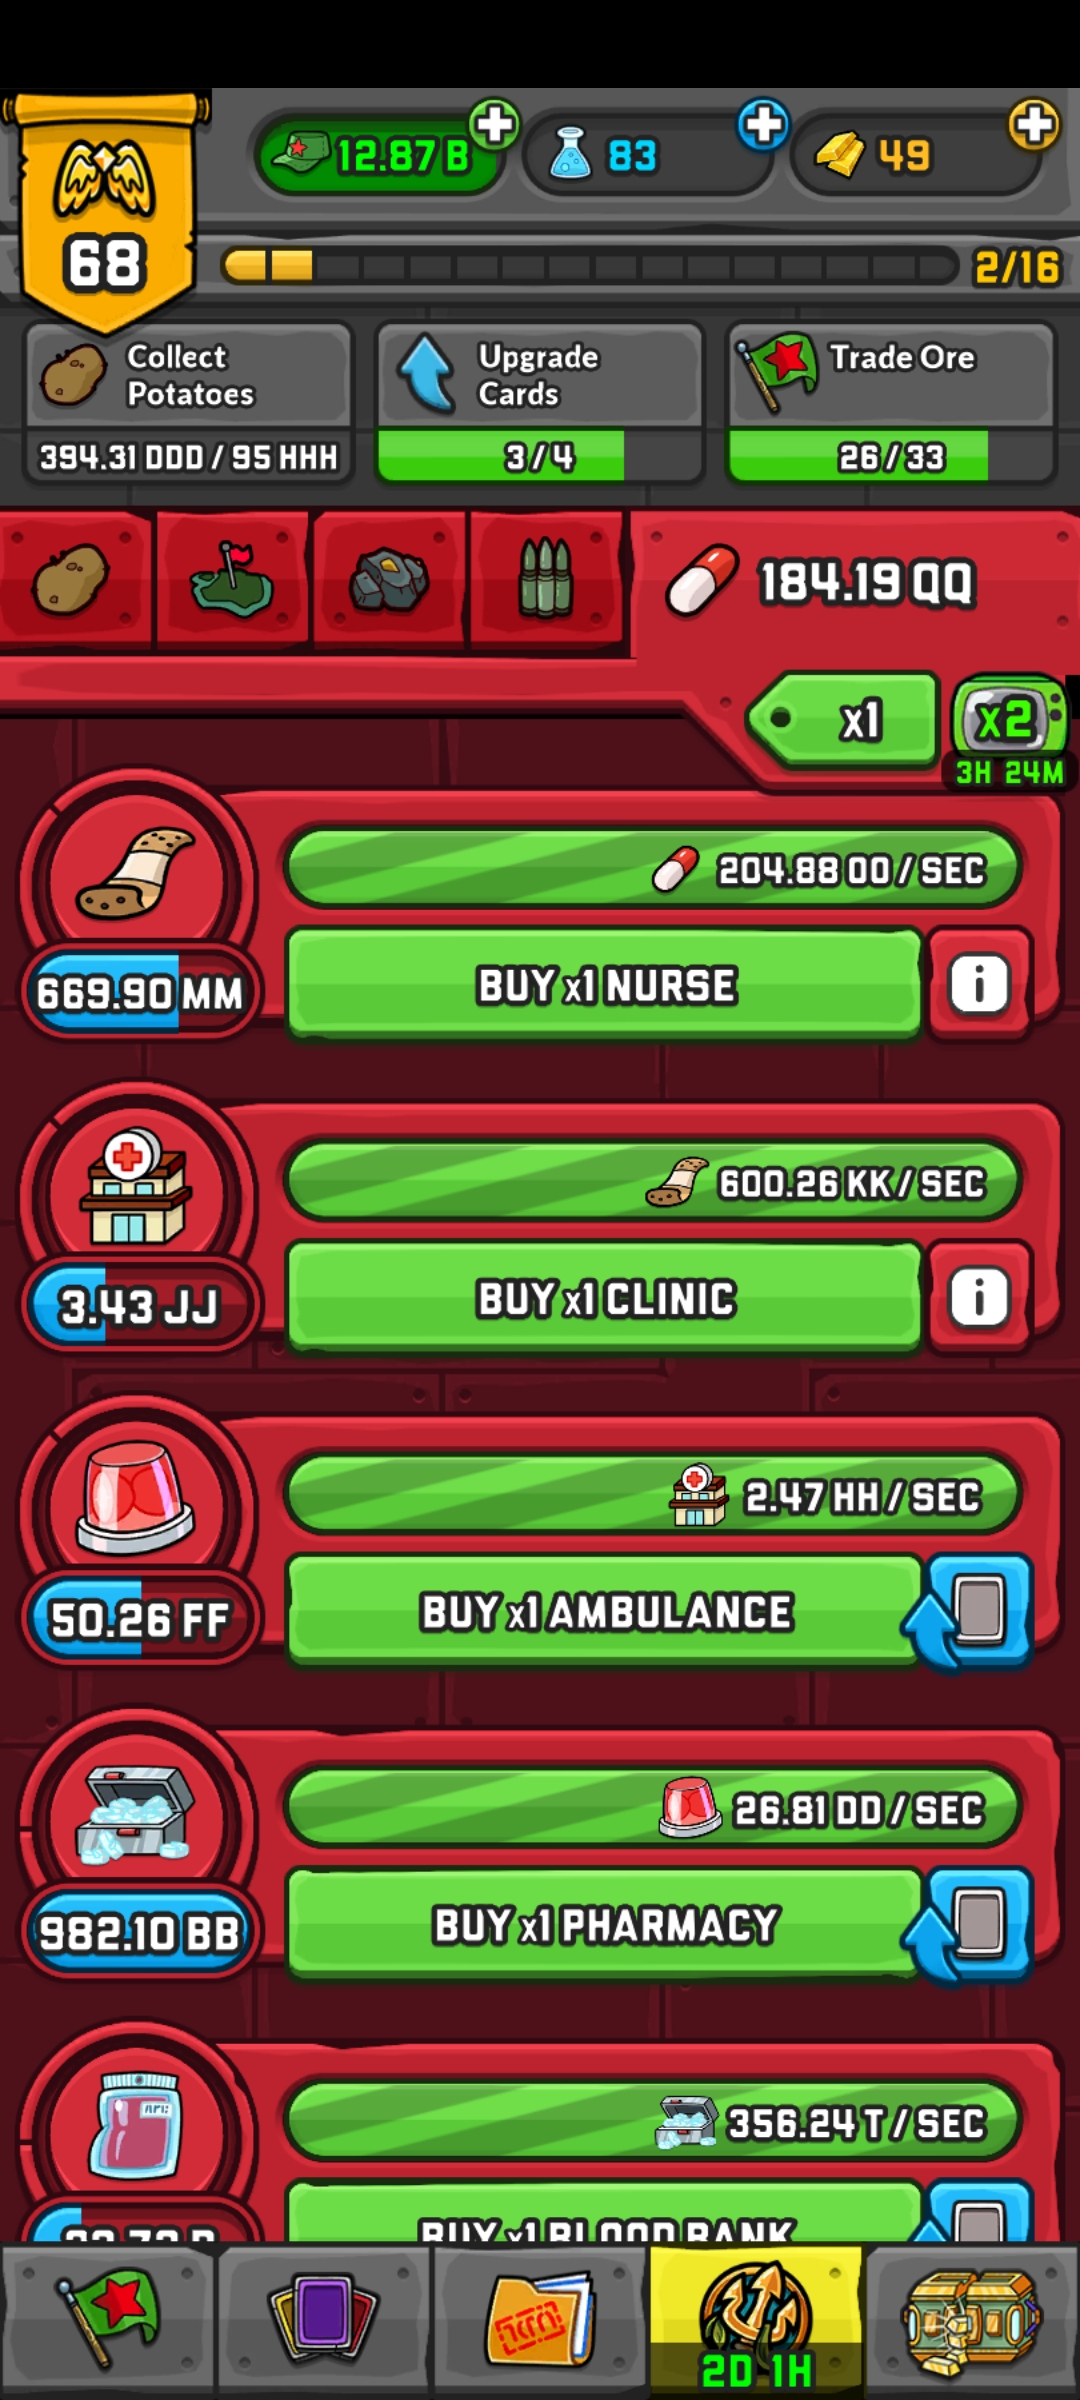 12.87 B
83
49
68
2/16
Collect
Potatoes
Upgrade
Cards
Trade Ore
394.31 DDD / 95 HHH
3/4
26/33
184.19 QQ
x1
x2
3H 24M
204.88 OO / SEC
669.90 MM
BUY x1 NURSE
i
600.26 KK / SEC
3.43 JJ
BUY x1 CLINIC
i
2.47 HH / SEC
50.26 FF
BUY x1 AMBULANCE
26.81 DD / SEC
982.10 BB
BUY x1 PHARMACY
356.24 T / SEC
BUY x1 BLOOD BANK
2D 1H